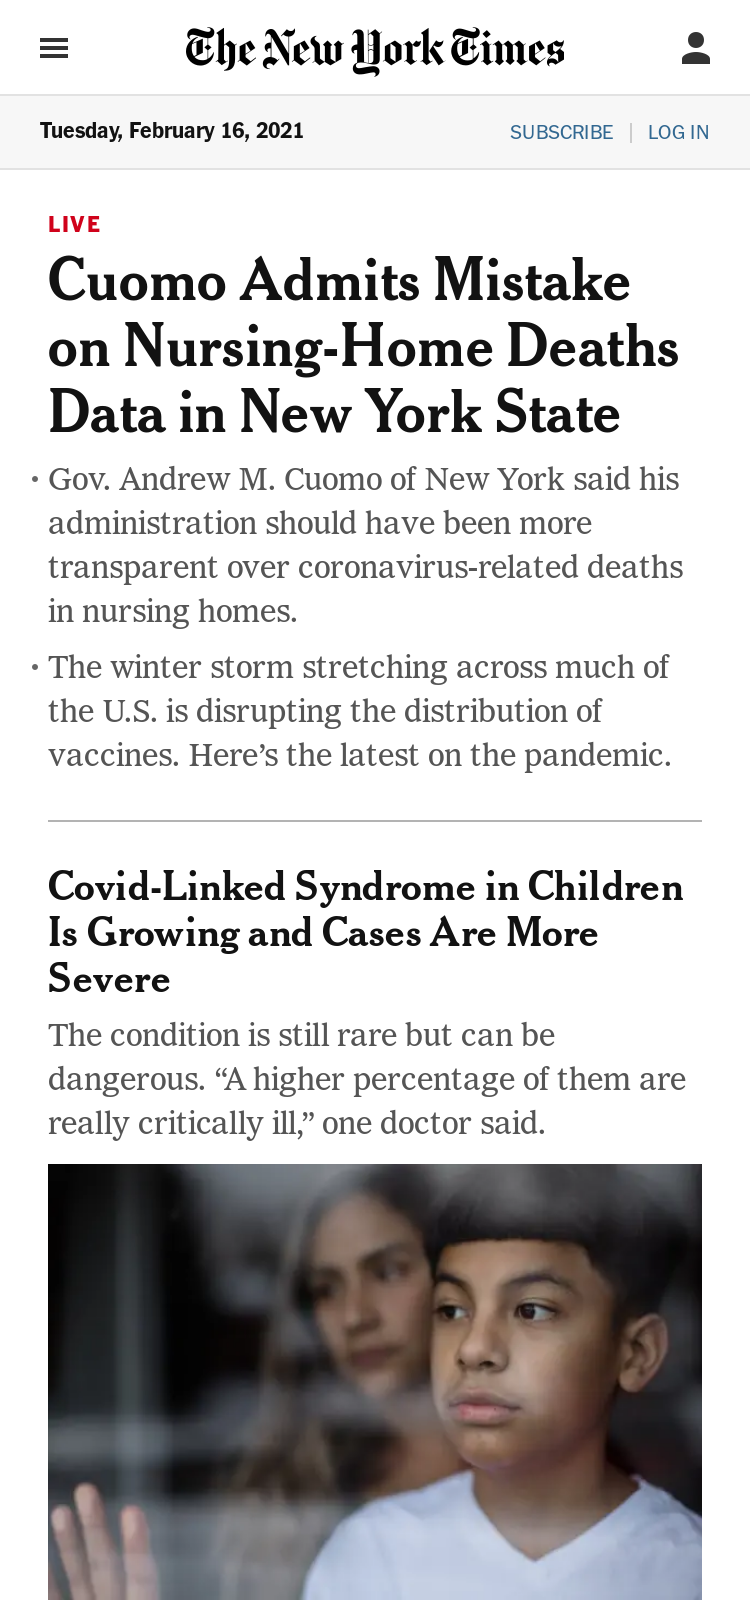 The New York Times
Tuesday, February 16, 2021
SUBSCRIBE | LOG IN
LIVE
Cuomo Admits Mistake
on Nursing-Home Deaths
Data in New York State
• Gov. Andrew M. Cuomo of New York said his
administration should have been more
transparent over coronavirus-related deaths
in nursing homes.
• The winter storm stretching across much of
the U.S. is disrupting the distribution of
vaccines. Here’s the latest on the pandemic.
Covid-Linked Syndrome in Children
Is Growing and Cases Are More
Severe
The condition is still rare but can be
dangerous. “A higher percentage of them are
really critically ill,” one doctor said.